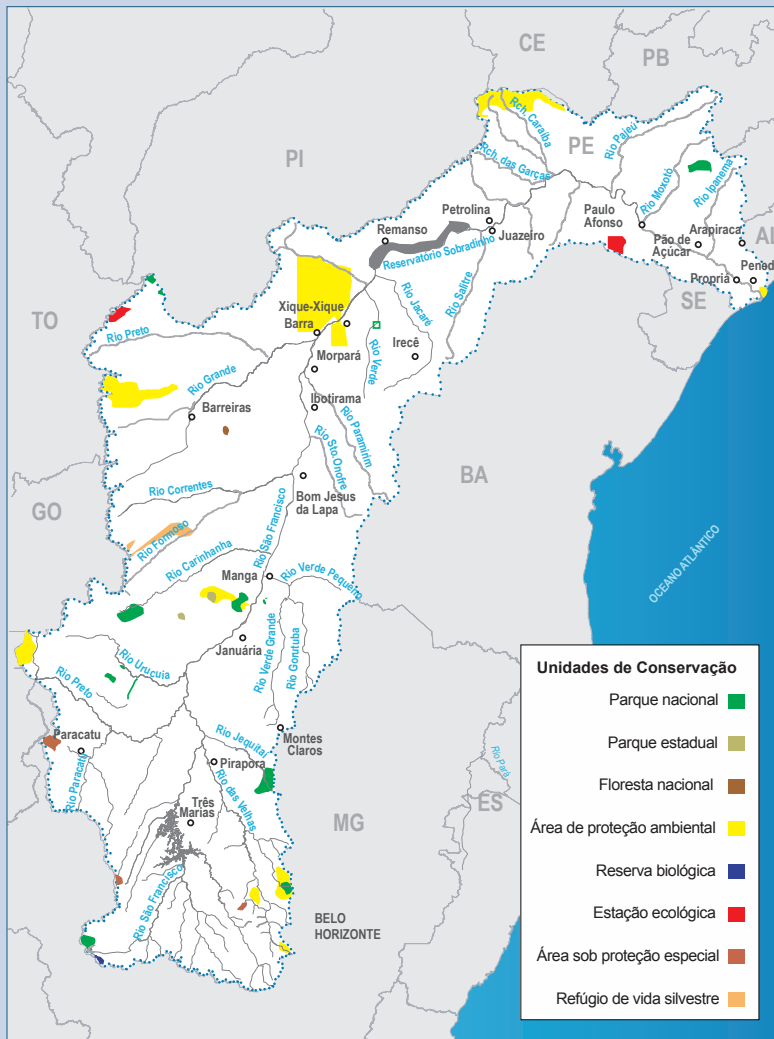 CE
PB
PI
PE
Rch. Caraíba
Rch. das Garças
Rio Pajeú
Rio Moxotó
Rio Ipanema
Petrolina
Juazeiro
Remanso
Reservatório Sobradinho
Paulo
Afonso
Pão de
Açúcar
Arapiraca
AL
Propriá
Pened
SE
TO
Rio Preto
Xique-Xique
Barra
Rio Jacaré
Rio Salitre
Rio Verde
Irecê
Morpará
Rio Grande
Barreiras
Ibotirama
Rio Paramirim
Rio Sto. Onofre
BA
GO
Rio Correntes
Bom Jesus
da Lapa
Rio São Francisco
Rio Formoso
Rio Carinhanha
Manga
Rio Verde Pequeno
OCEANO ATLÂNTICO
Januária
Rio Verde Grande
Rio Gorutuba
Rio Urucuia
Rio Preto
Paracatu
Rio Paracatu
Rio Jequitaí
Montes
Claros
Pirapora
Rio das Velhas
Três
Marias
Rio São Francisco
MG
ES
Rio Pará
BELO
HORIZONTE
Unidades de Conservação
Parque nacional
Parque estadual
Floresta nacional
Área de proteção ambiental
Reserva biológica
Estação ecológica
Área sob proteção especial
Refúgio de vida silvestre